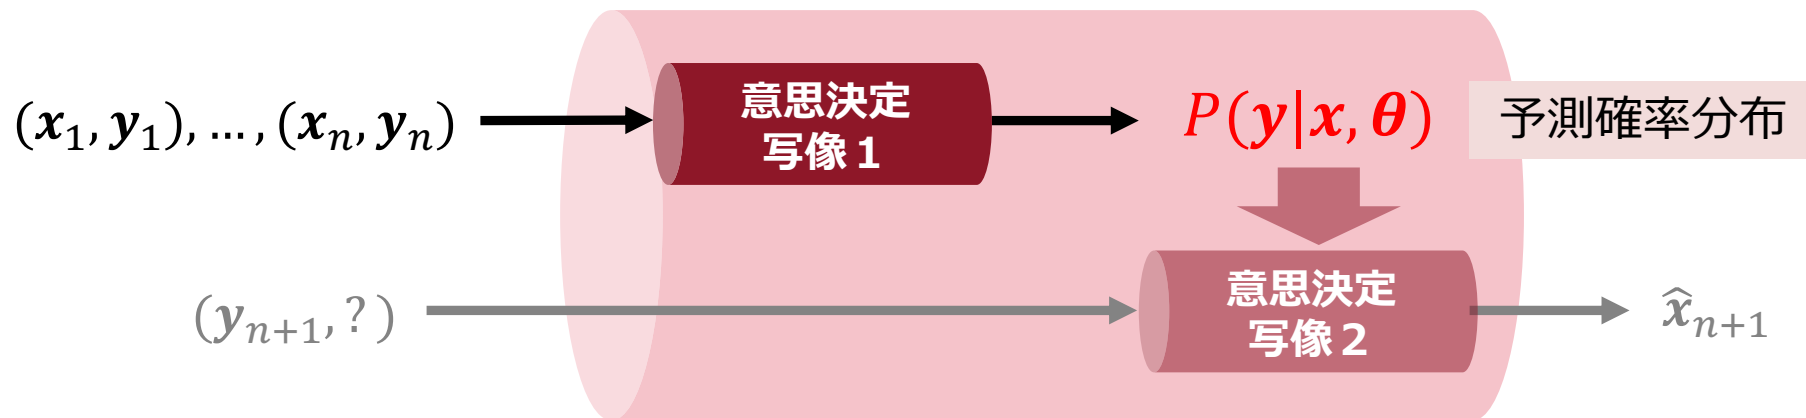 (x₁, y₁), … , (xₙ, yₙ)
意思決定
写像１
P(y|x, θ)
予測確率分布
(yₙ₊₁, ? )
意思決定
写像２
x̂ₙ₊₁